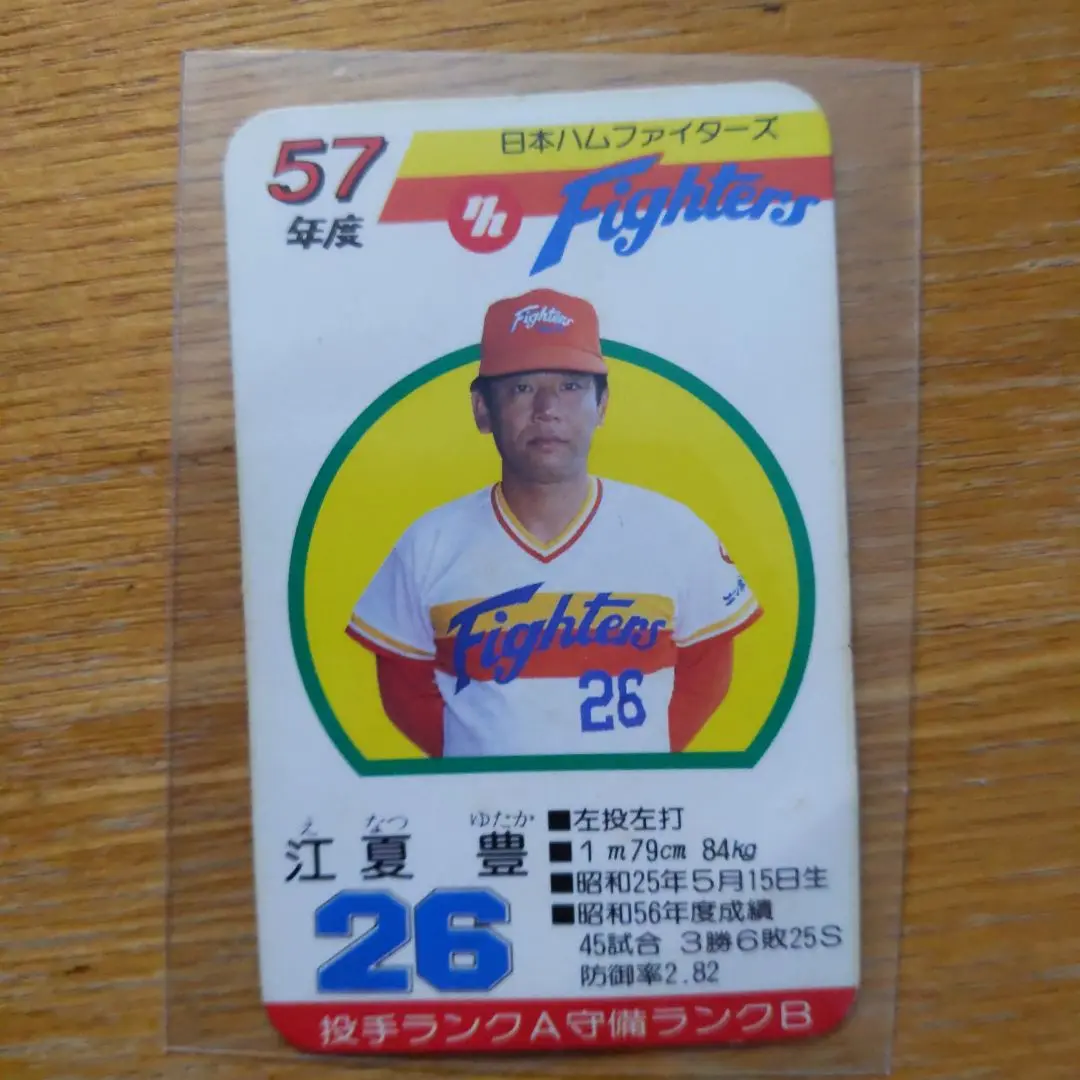 57
年度
日本ハムファイターズ
Fighters
Fighters
Fighters
26
え なつ ゆたか
江夏 豊
26
■左投左打
■1m79cm 84kg
■昭和25年5月15日生
■昭和56年度成績
45試合 3勝6敗25S
防御率2.82
投手ランクA守備ランクB